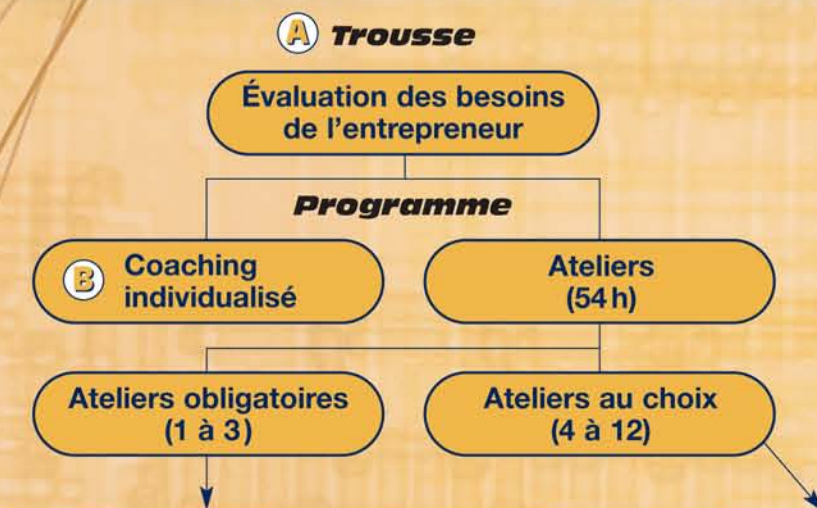 A Trousse
Évaluation des besoins
de l'entrepreneur
Programme
B Coaching
individualisé
Ateliers
(54 h)
Ateliers obligatoires
(1 à 3)
Ateliers au choix
(4 à 12)